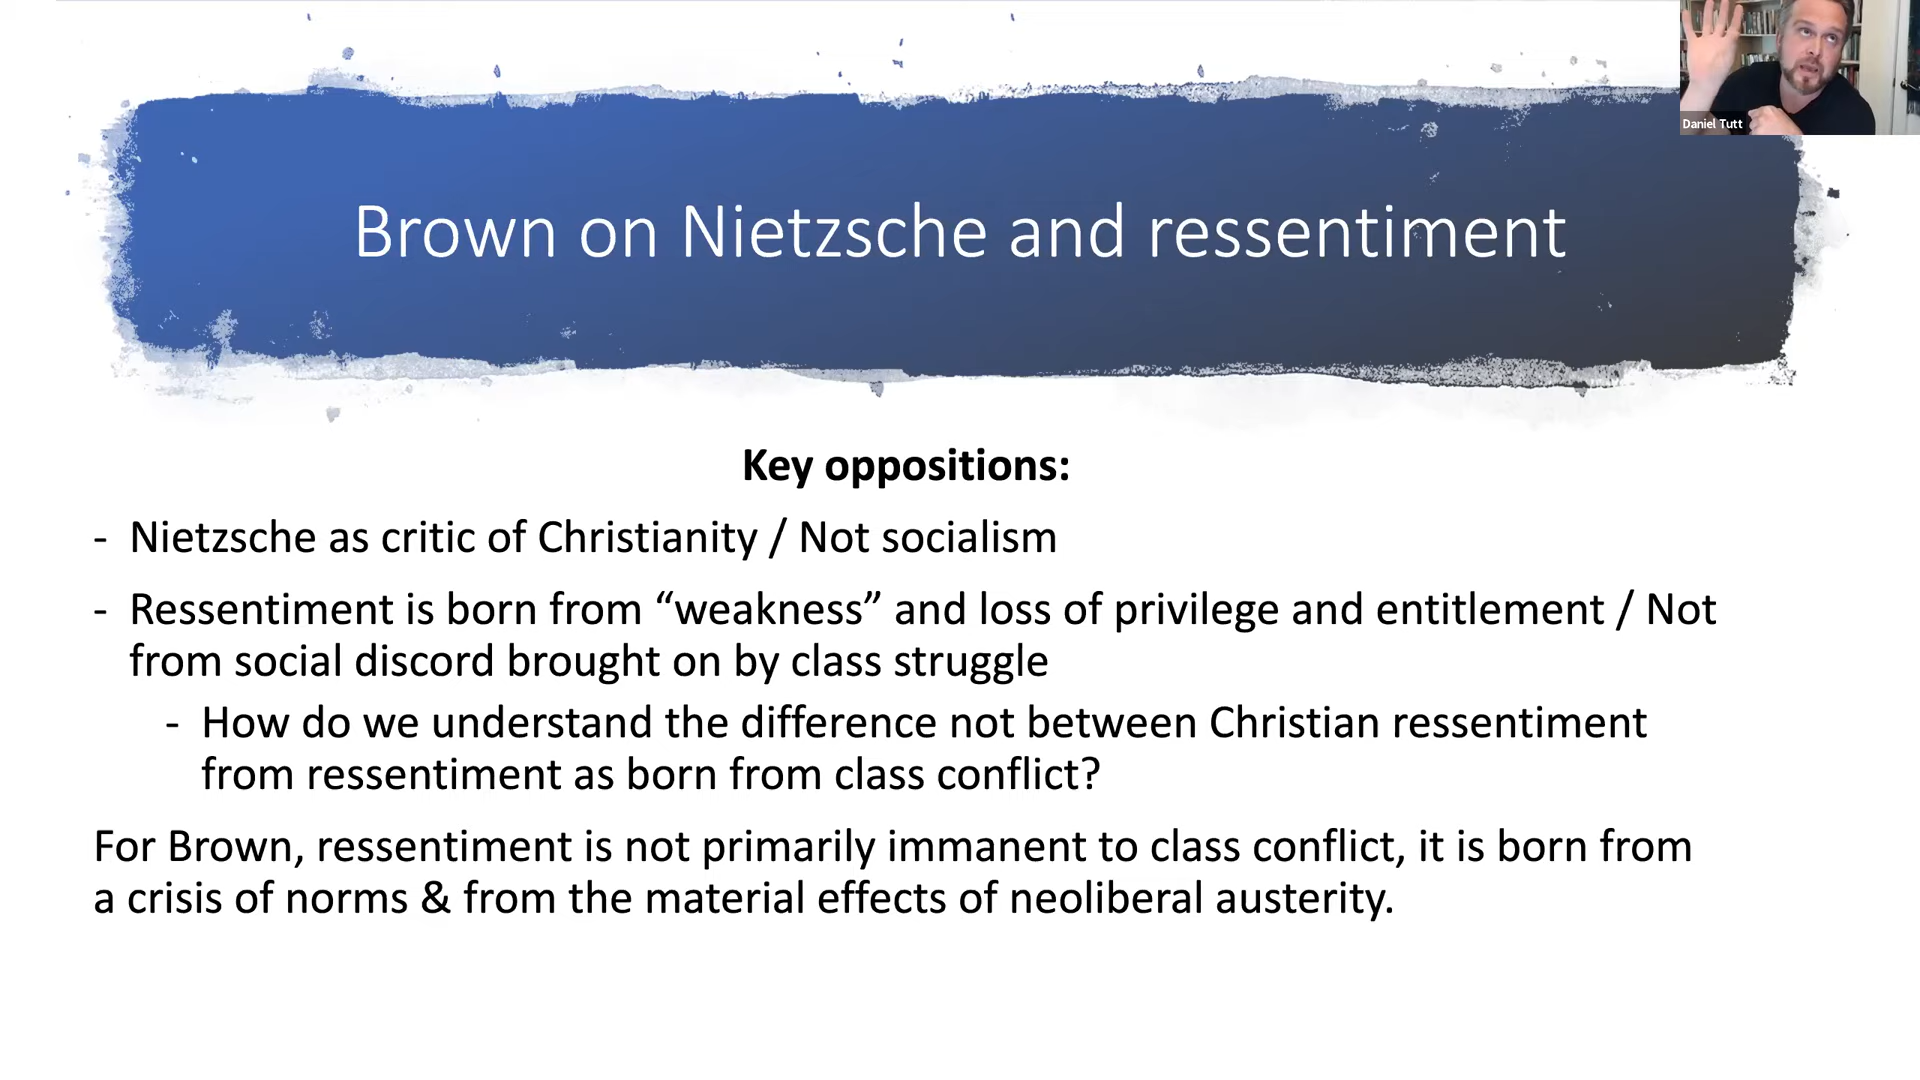 Daniel Tutt
Brown on Nietzsche and ressentiment
Key oppositions:
- Nietzsche as critic of Christianity / Not socialism
- Ressentiment is born from “weakness” and loss of privilege and entitlement / Not
from social discord brought on by class struggle
- How do we understand the difference not between Christian ressentiment
from ressentiment as born from class conflict?
For Brown, ressentiment is not primarily immanent to class conflict, it is born from
a crisis of norms & from the material effects of neoliberal austerity.